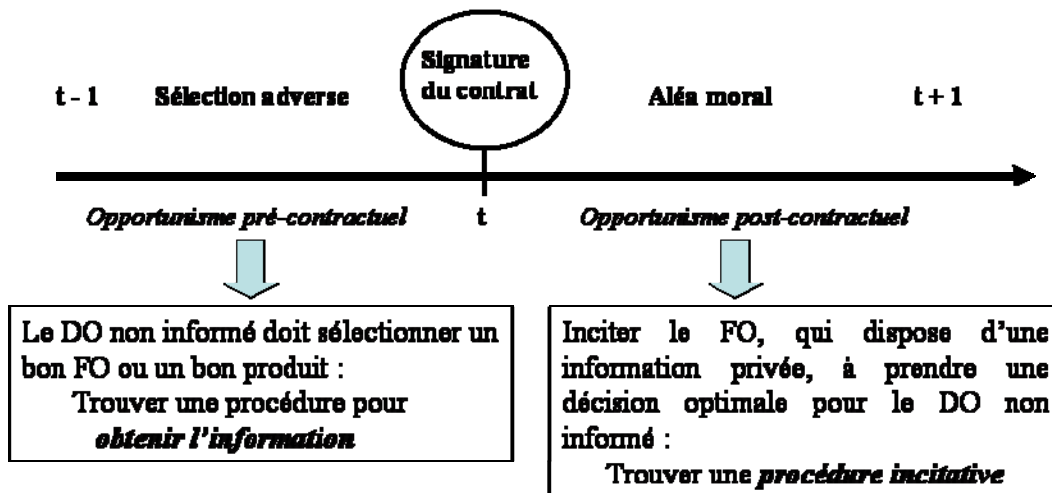 Signature
du contrat
t - 1 Sélection adverse Aléa moral t + 1
Opportunisme pré-contractuel t Opportunisme post-contractuel
Le DO non informé doit sélectionner un
bon FO ou un bon produit :
Trouver une procédure pour
obtenir l'information
Inciter le FO, qui dispose d'une
information privée, à prendre une
décision optimale pour le DO non
informé :
Trouver une procédure incitative